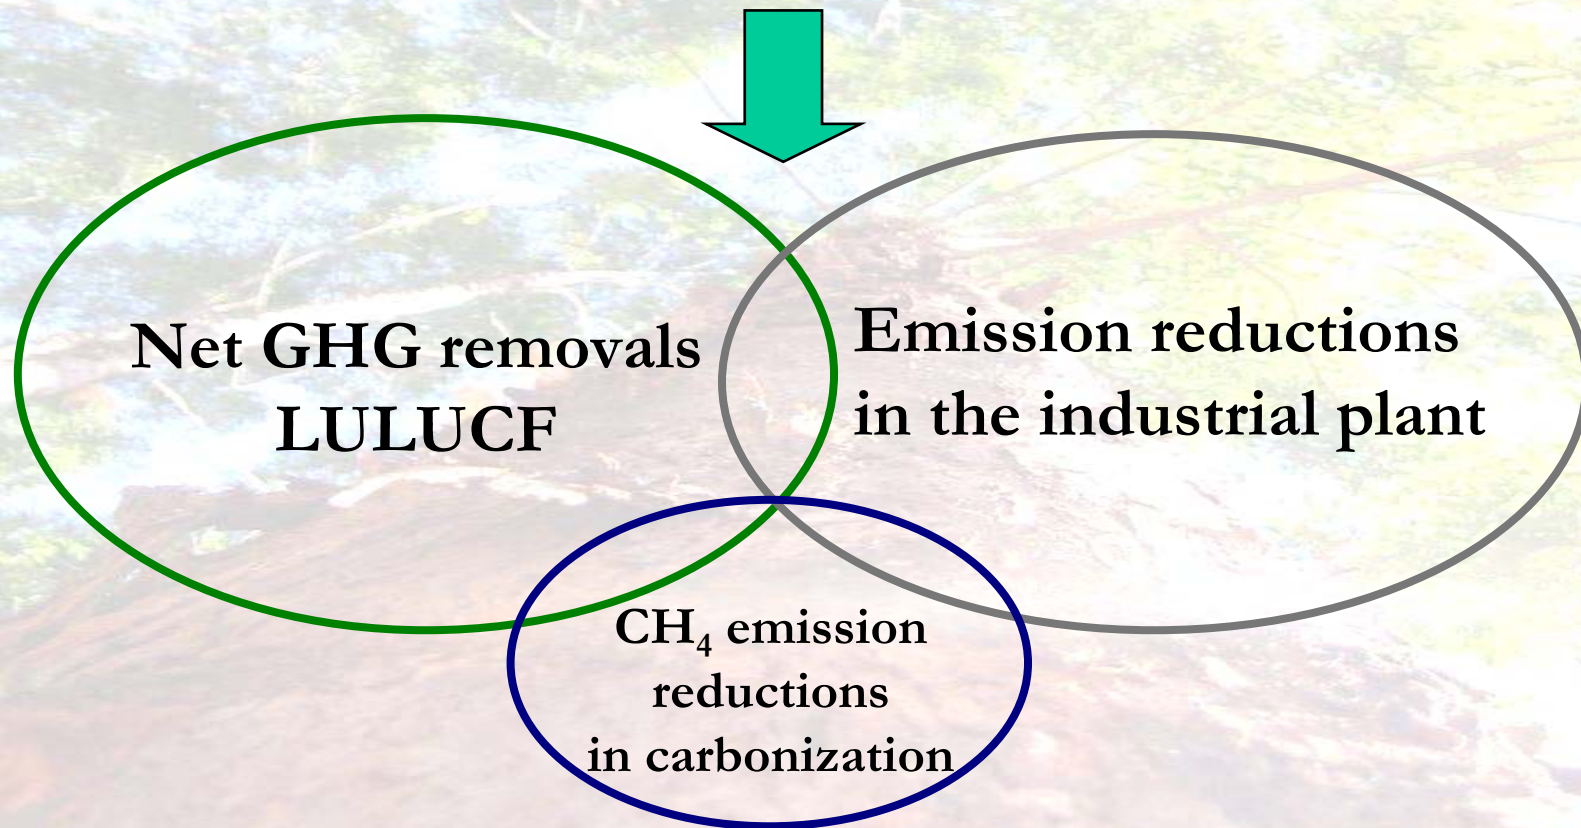 Net GHG removals
LULUCF
Emission reductions
in the industrial plant
CH₄ emission
reductions
in carbonization